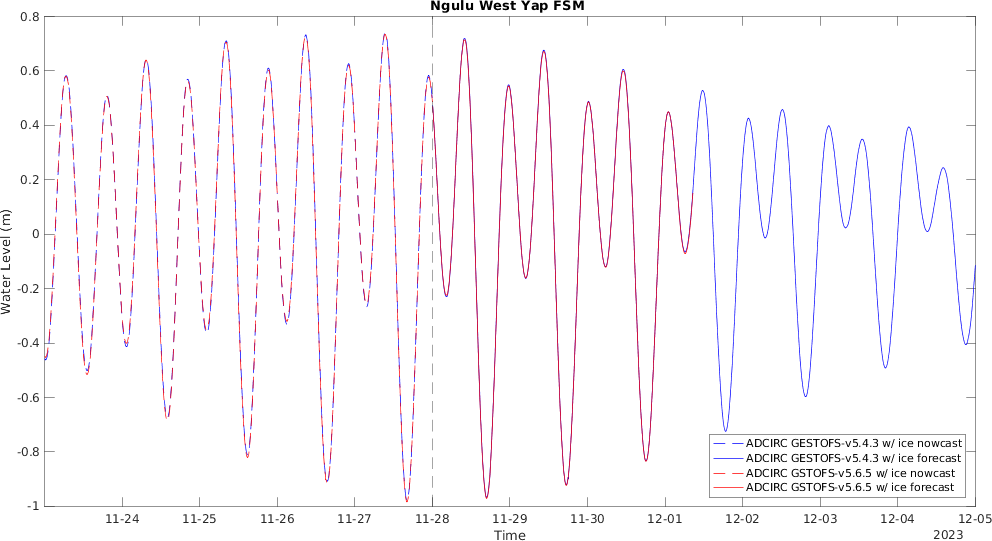 Ngulu West Yap FSM
0.8
0.6
0.4
0.2
0
-0.2
-0.4
-0.6
-0.8
-1
Water Level (m)
ADCIRC GESTOFS-v5.4.3 w/ ice nowcast
ADCIRC GESTOFS-v5.4.3 w/ ice forecast
ADCIRC GSTOFS-v5.6.5 w/ ice nowcast
ADCIRC GSTOFS-v5.6.5 w/ ice forecast
11-24 11-25 11-26 11-27 11-28 11-29 11-30 12-01 12-02 12-03 12-04 12-05
Time
2023